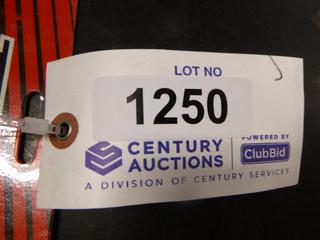 LOT NO
1250
CENTURY
AUCTIONS
POWERED BY
ClubBid
A DIVISION OF CENTURY SERVICES